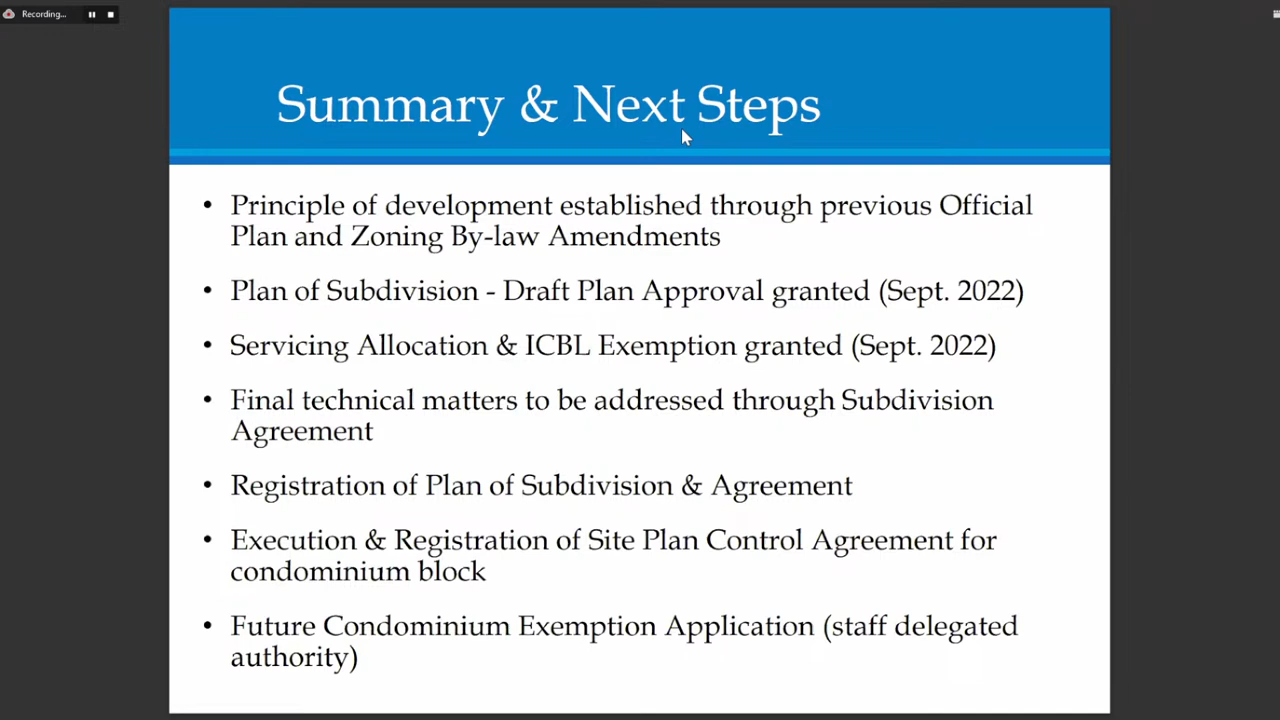 Recording...
Summary & Next Steps
• Principle of development established through previous Official
Plan and Zoning By-law Amendments
• Plan of Subdivision - Draft Plan Approval granted (Sept. 2022)
• Servicing Allocation & ICBL Exemption granted (Sept. 2022)
• Final technical matters to be addressed through Subdivision
Agreement
• Registration of Plan of Subdivision & Agreement
• Execution & Registration of Site Plan Control Agreement for
condominium block
• Future Condominium Exemption Application (staff delegated
authority)